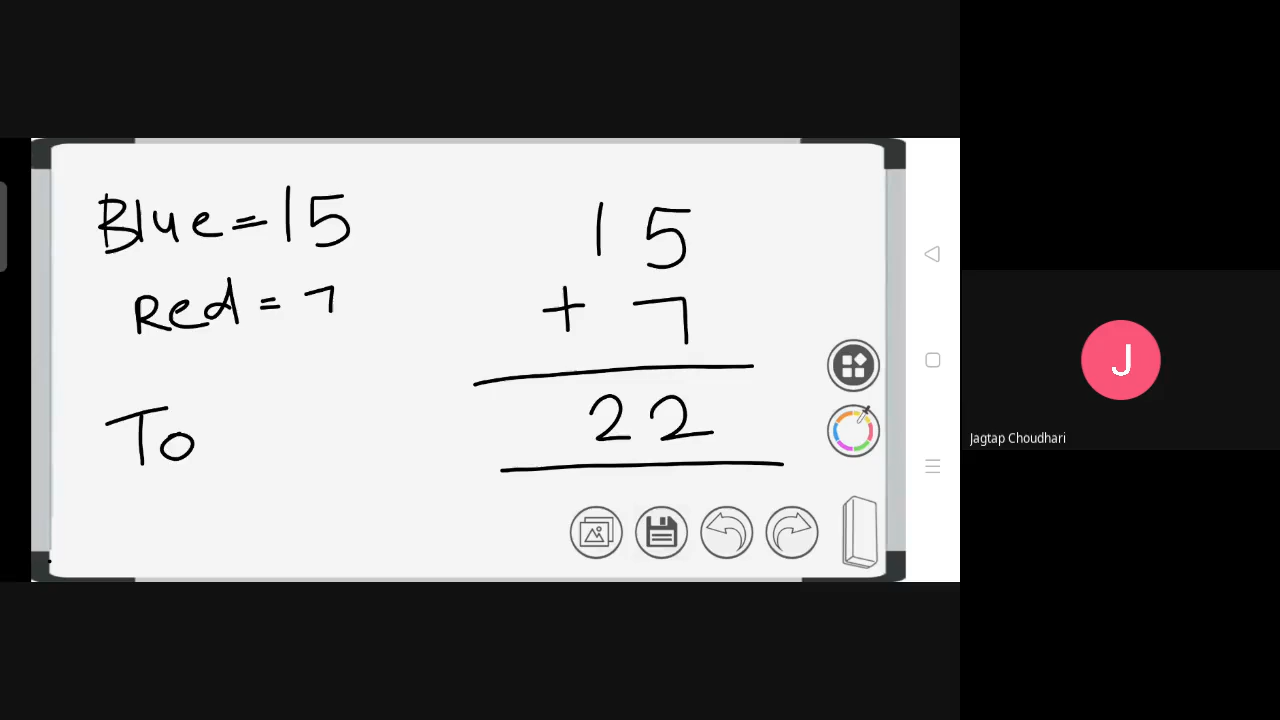 Blue = 15
Red = 7
To
15
+ 7
22
J
Jagtap Choudhari